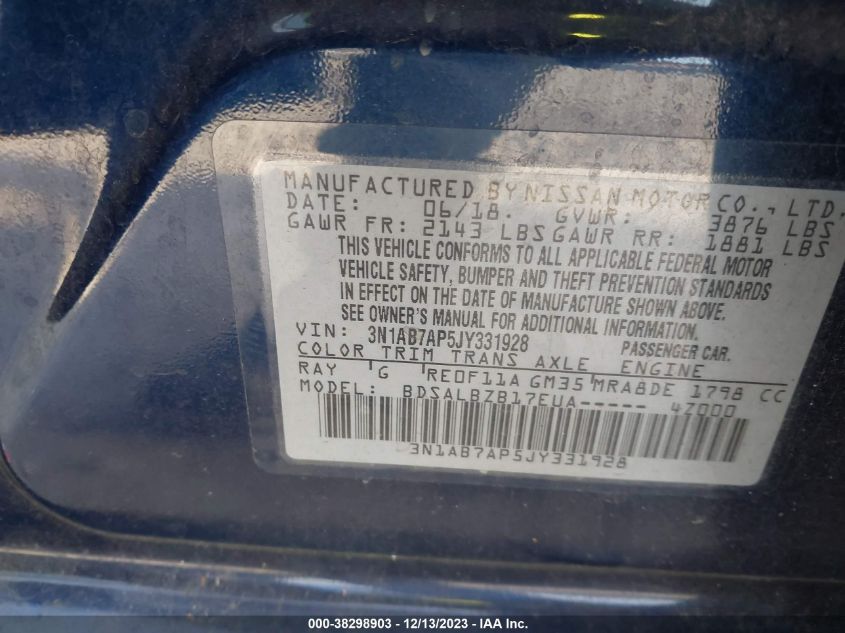 MANUFACTURED BY NISSAN MOTOR CO., LTD.
DATE: 06/18. GVWR: 3876 LBS
GAWR FR: 2143 LBS GAWR RR: 1881 LBS
THIS VEHICLE CONFORMS TO ALL APPLICABLE FEDERAL MOTOR
VEHICLE SAFETY, BUMPER AND THEFT PREVENTION STANDARDS
IN EFFECT ON THE DATE OF MANUFACTURE SHOWN ABOVE.
SEE OWNER'S MANUAL FOR ADDITIONAL INFORMATION.
VIN: 3N1AB7AP5JY331928 PASSENGER CAR.
COLOR TRIM TRANS AXLE ENGINE
RAY G RE0F11A GM35 MRA8DE 1798 CC
MODEL: BDSALBZB17EUA----- 4Z000
3N1AB7AP5JY331928
000-38298903 - 12/13/2023 - IAAI.com.